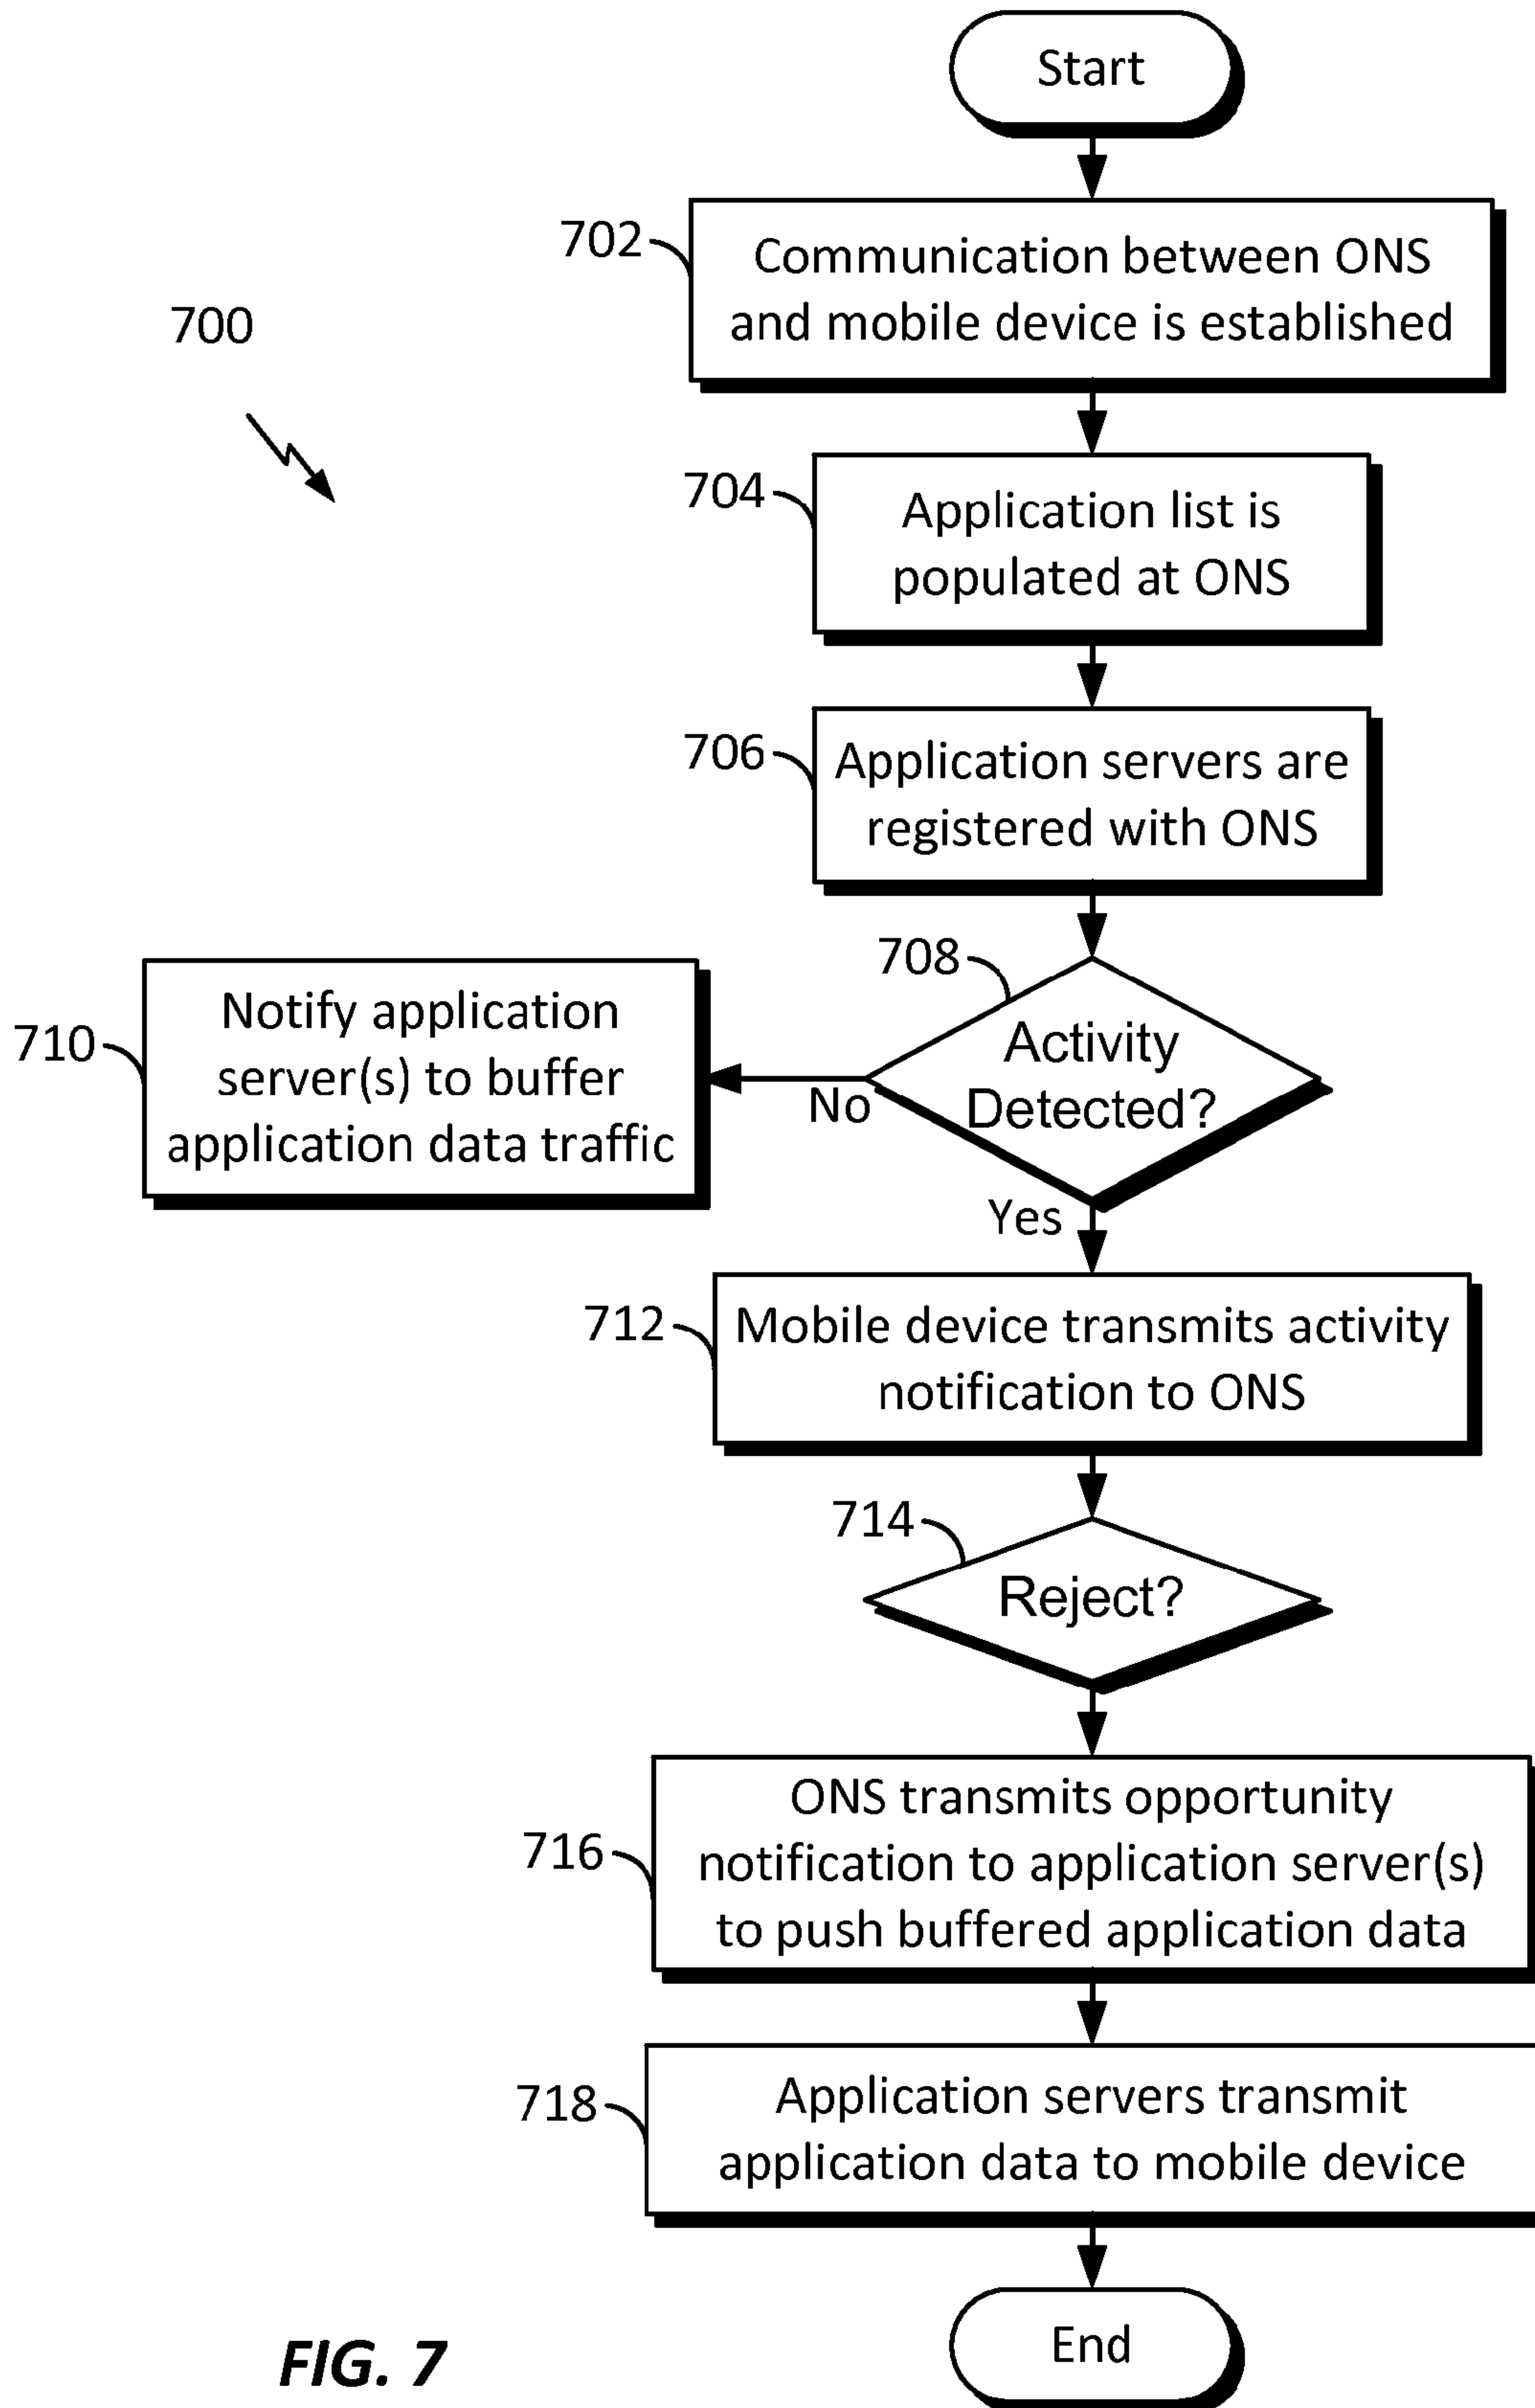 Start
702
Communication between ONS
and mobile device is established
700
704
Application list is
populated at ONS
706
Application servers are
registered with ONS
708
Activity
Detected?
710
Notify application
server(s) to buffer
application data traffic
No
Yes
712
Mobile device transmits activity
notification to ONS
714
Reject?
716
ONS transmits opportunity
notification to application server(s)
to push buffered application data
718
Application servers transmit
application data to mobile device
End
FIG. 7